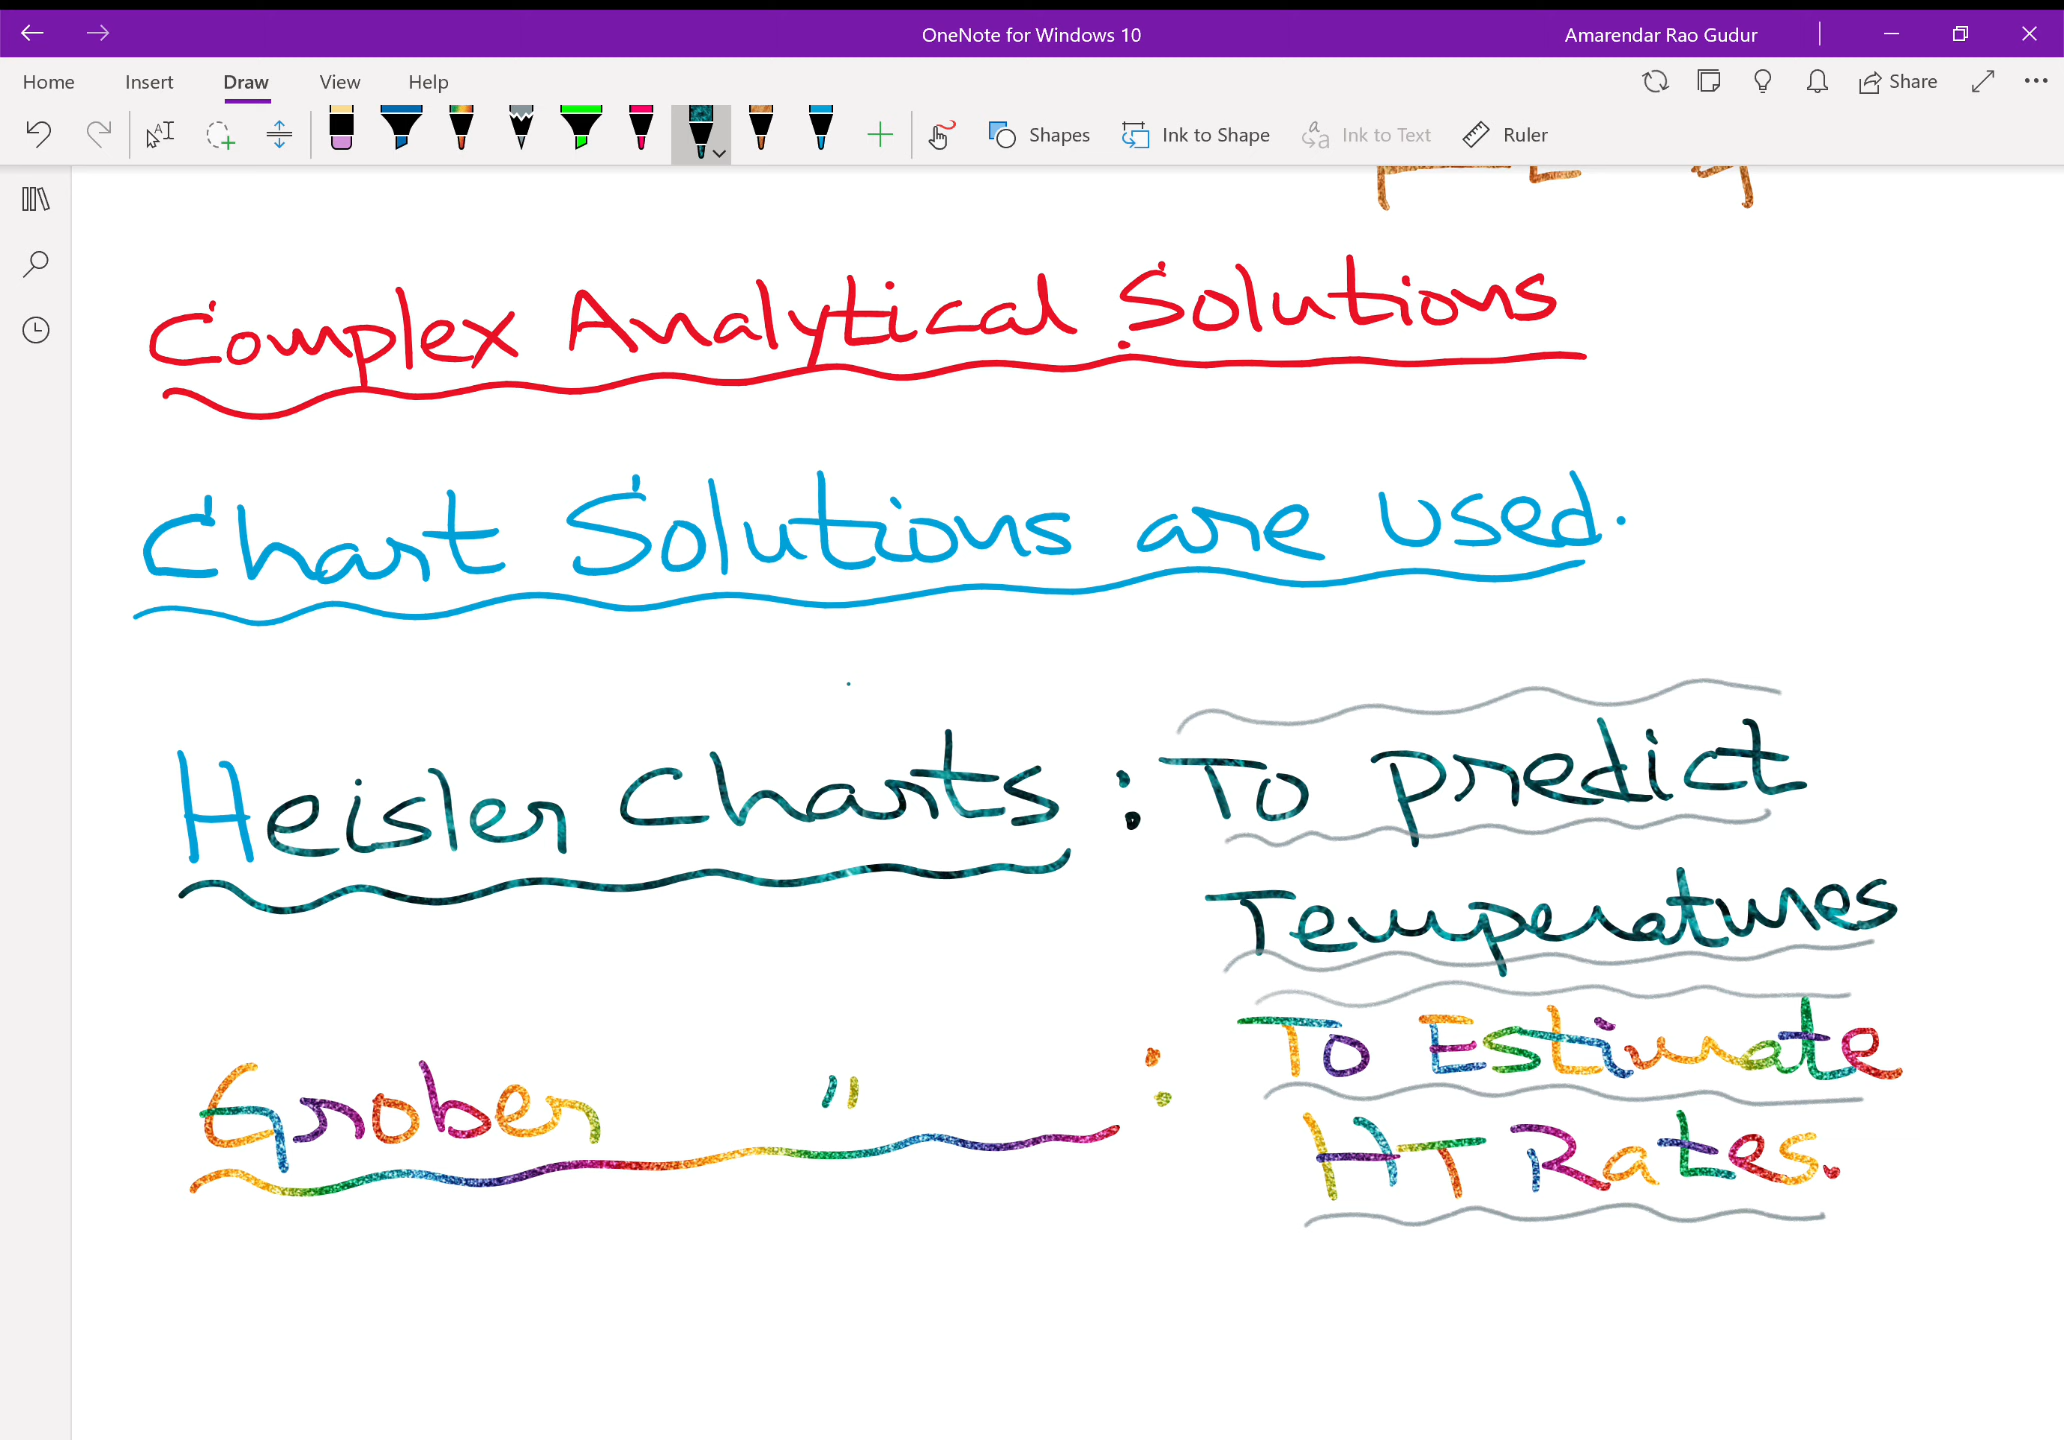 OneNote for Windows 10 Amarendar Rao Gudur
Home Insert Draw View Help Share
Shapes Ink to Shape Ink to Text Ruler
Complex Analytical Solutions
Chart Solutions are Used.
Heisler Charts : To predict
Temperatures
Grober " : To Estimate
HT Rates.